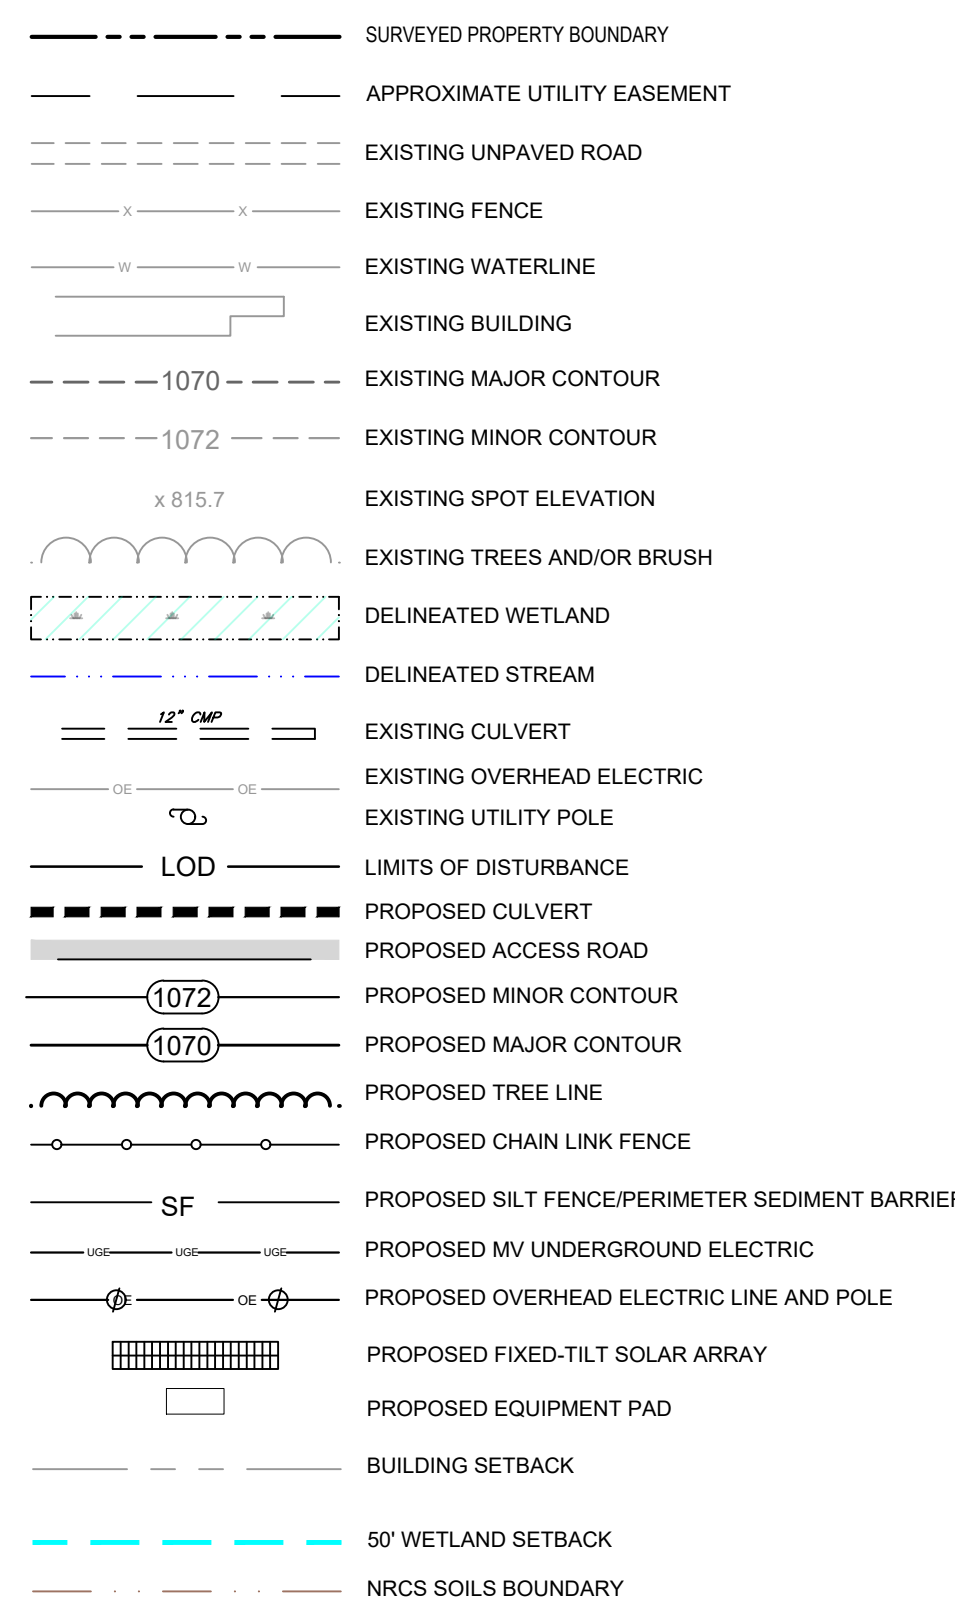 SURVEYED PROPERTY BOUNDARY
APPROXIMATE UTILITY EASEMENT
EXISTING UNPAVED ROAD
X X EXISTING FENCE
W W EXISTING WATERLINE
EXISTING BUILDING
1070 EXISTING MAJOR CONTOUR
1072 EXISTING MINOR CONTOUR
x 815.7 EXISTING SPOT ELEVATION
EXISTING TREES AND/OR BRUSH
DELINEATED WETLAND
DELINEATED STREAM
12" CMP EXISTING CULVERT
OE OE EXISTING OVERHEAD ELECTRIC
EXISTING UTILITY POLE
LOD LIMITS OF DISTURBANCE
PROPOSED CULVERT
PROPOSED ACCESS ROAD
1072 PROPOSED MINOR CONTOUR
1070 PROPOSED MAJOR CONTOUR
PROPOSED TREE LINE
PROPOSED CHAIN LINK FENCE
SF PROPOSED SILT FENCE/PERIMETER SEDIMENT BARRIER
UGE UGE UGE PROPOSED MV UNDERGROUND ELECTRIC
OE OE PROPOSED OVERHEAD ELECTRIC LINE AND POLE
PROPOSED FIXED-TILT SOLAR ARRAY
PROPOSED EQUIPMENT PAD
BUILDING SETBACK
50' WETLAND SETBACK
NRCS SOILS BOUNDARY